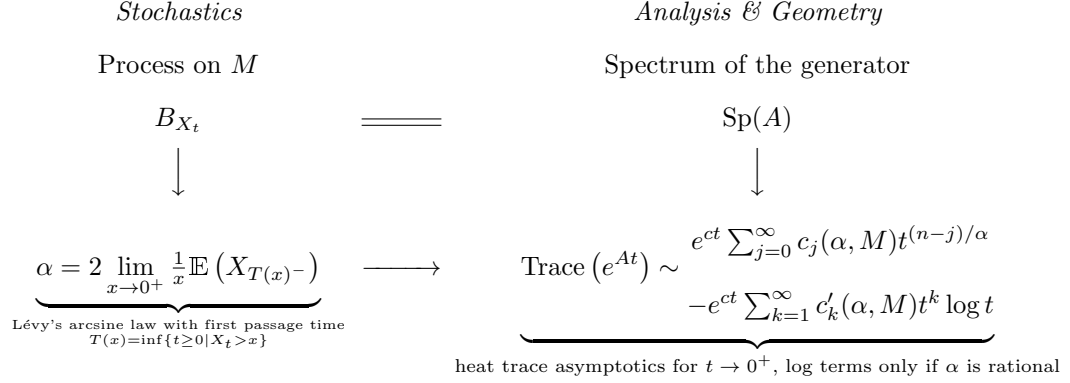 Stochastics
Analysis & Geometry
Process on M
Spectrum of the generator
B_{X_t}
Sp(A)
α = 2 lim_{x→0⁺} 1/x 𝔼 (X_{T(x)⁻})
Lévy's arcsine law with first passage time
T(x)=inf{t≥0|X_t>x}
Trace (e^{At}) ∼ e^{ct} ∑_{j=0}^{∞} c_j(α, M)t^{(n−j)/α}
−e^{ct} ∑_{k=1}^{∞} c′_k(α, M)t^k log t
heat trace asymptotics for t → 0⁺, log terms only if α is rational